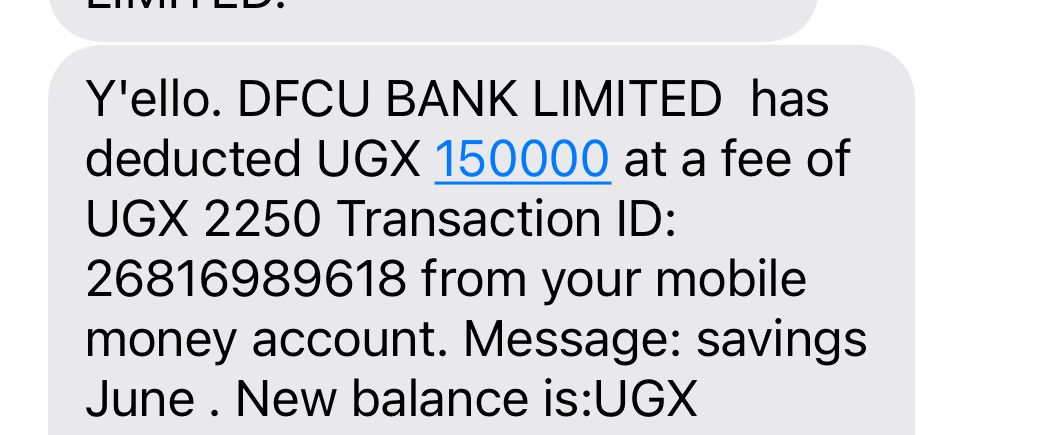 LIMITED.
Y'ello. DFCU BANK LIMITED  has
deducted UGX 150000 at a fee of
UGX 2250 Transaction ID:
26816989618 from your mobile
money account. Message: savings
June . New balance is:UGX